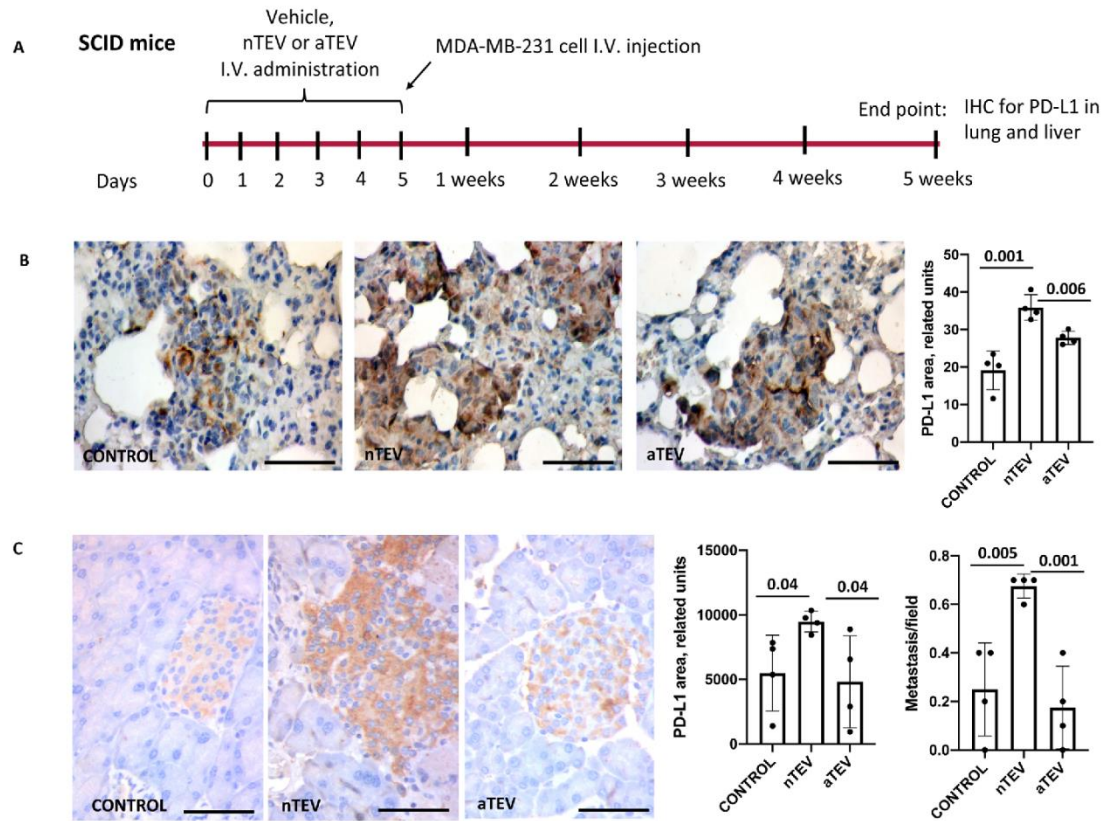 A
SCID mice
Vehicle,
nTEV or aTEV
I.V. administration
MDA-MB-231 cell I.V. injection
End point:
IHC for PD-L1 in
lung and liver
Days
0 1 2 3 4 5 1 weeks 2 weeks 3 weeks 4 weeks 5 weeks
B
CONTROL
nTEV
aTEV
PD-L1 area, related units
50
40
30
20
10
0
0.001
0.006
CONTROL
nTEV
aTEV
C
CONTROL
nTEV
aTEV
PD-L1 area, related units
15000
10000
5000
0
0.04
0.04
CONTROL
nTEV
aTEV
Metastasis/field
0.8
0.6
0.4
0.2
0.0
0.005
0.001
CONTROL
nTEV
aTEV